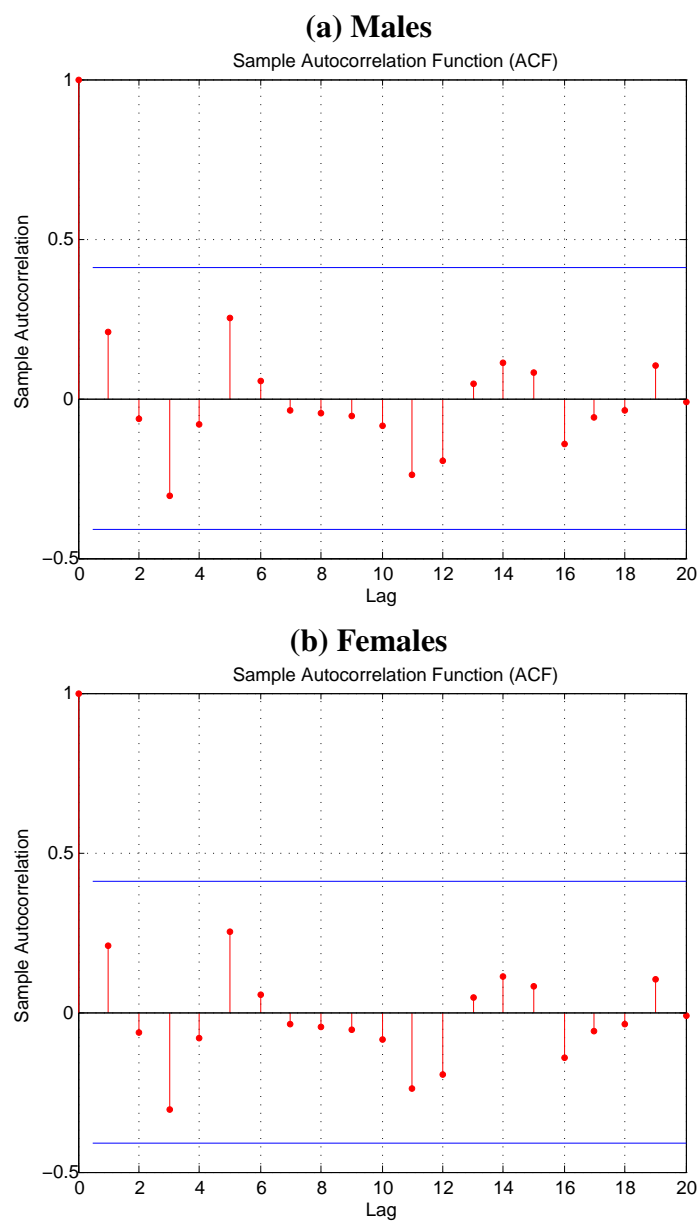 (a) Males
Sample Autocorrelation Function (ACF)
1
0.5
0
−0.5
Sample Autocorrelation
0 2 4 6 8 10 12 14 16 18 20
Lag
(b) Females
Sample Autocorrelation Function (ACF)
1
0.5
0
−0.5
Sample Autocorrelation
0 2 4 6 8 10 12 14 16 18 20
Lag